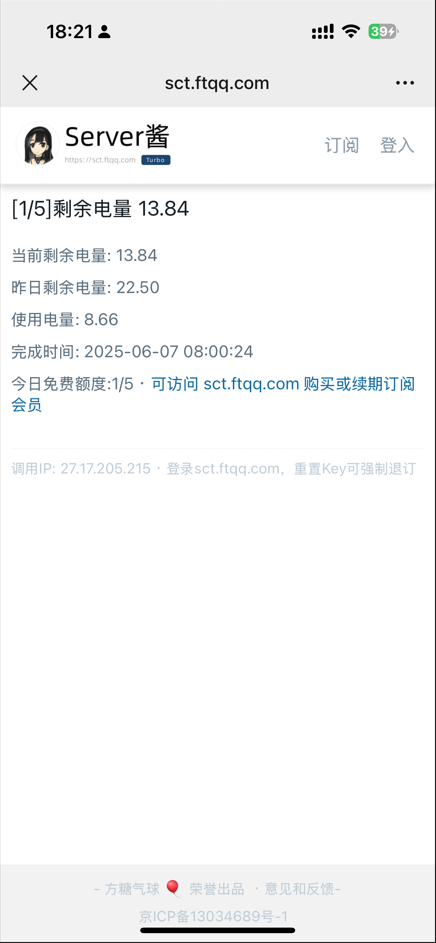 18:21
39
sct.ftqq.com
Server酱
https://sct.ftqq.com Turbo
订阅 登入
[1/5]剩余电量 13.84
当前剩余电量: 13.84
昨日剩余电量: 22.50
使用电量: 8.66
完成时间: 2025-06-07 08:00:24
今日免费额度:1/5 · 可访问 sct.ftqq.com 购买或续期订阅
会员
调用IP: 27.17.205.215 · 登录sct.ftqq.com，重置Key可强制退订
- 方糖气球 🎈 荣誉出品 · 意见和反馈-
京ICP备13034689号-1